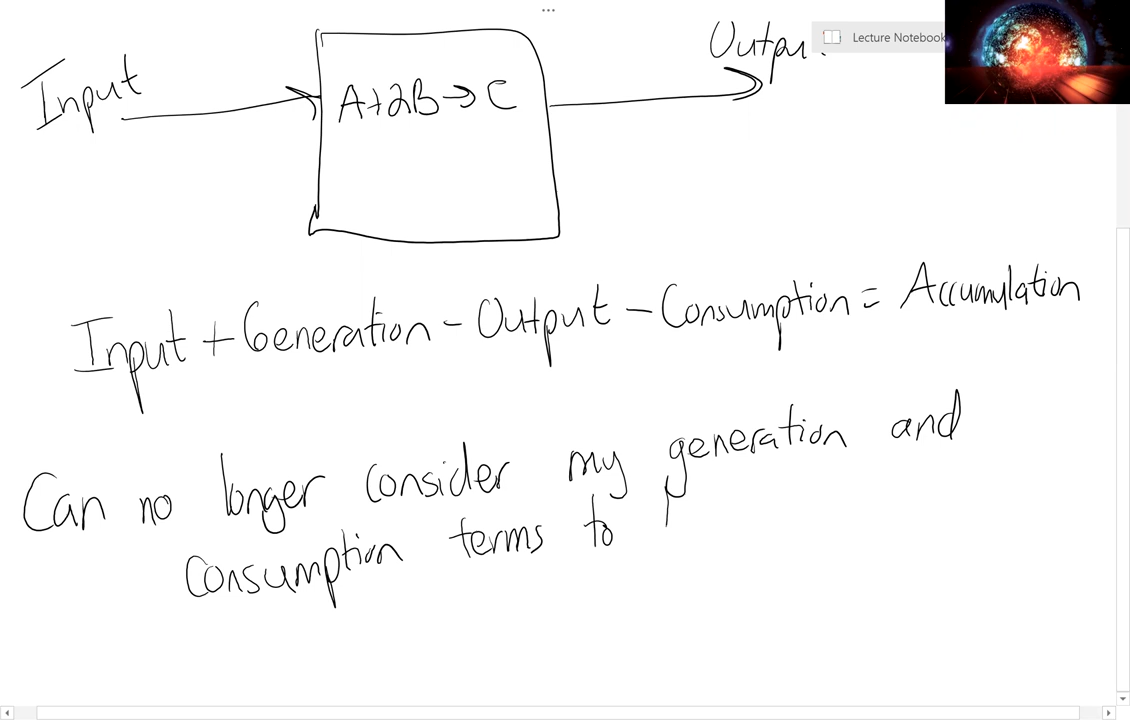 Input
A+2B→C
Outpu
Lecture Notebook
Input + Generation - Output - Consumption = Accumulation
Can no longer consider my generation and
Consumption terms to